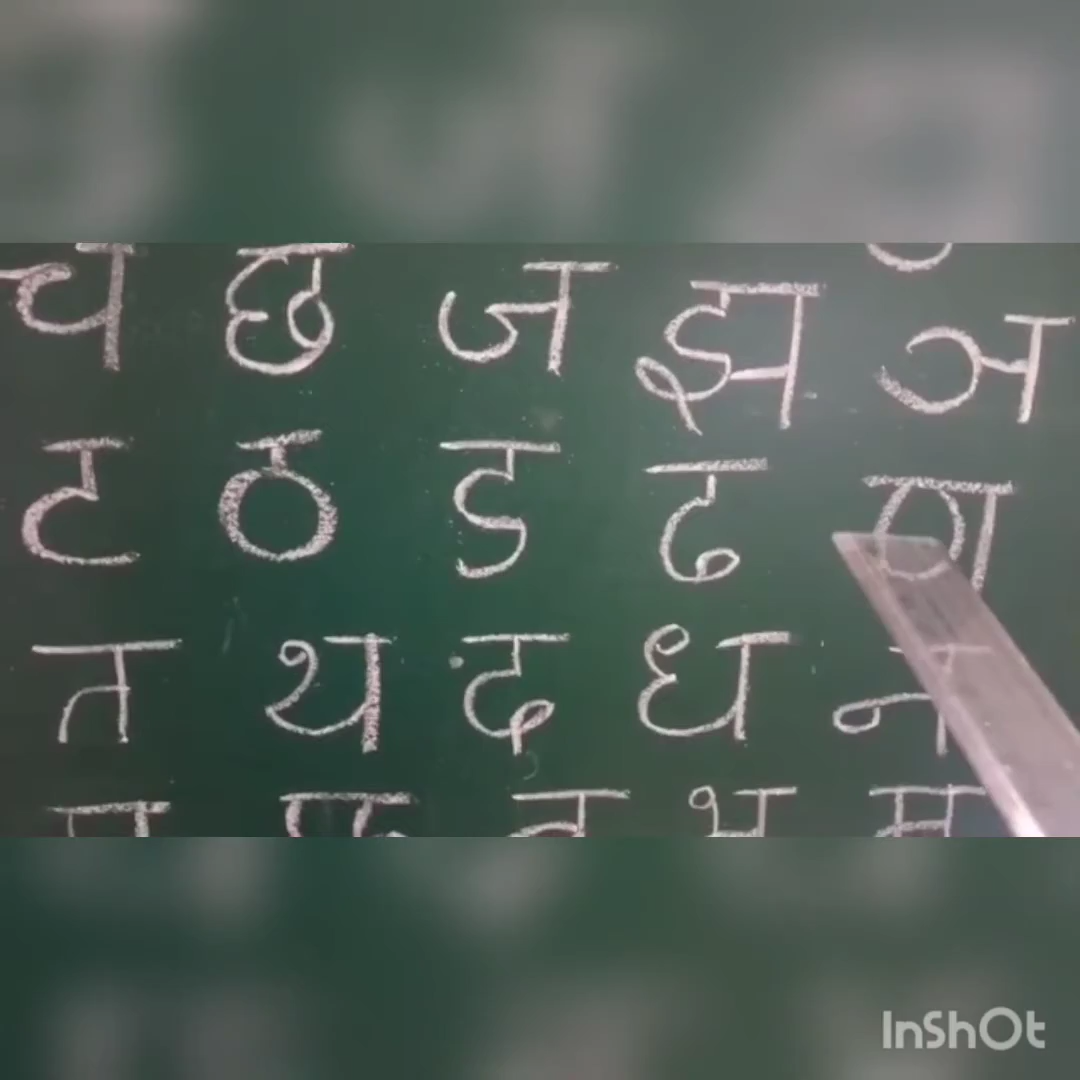 च छ ज झ ञ
ट ठ ड ढ ण
त थ द ध न
प फ ब भ म
InShOt